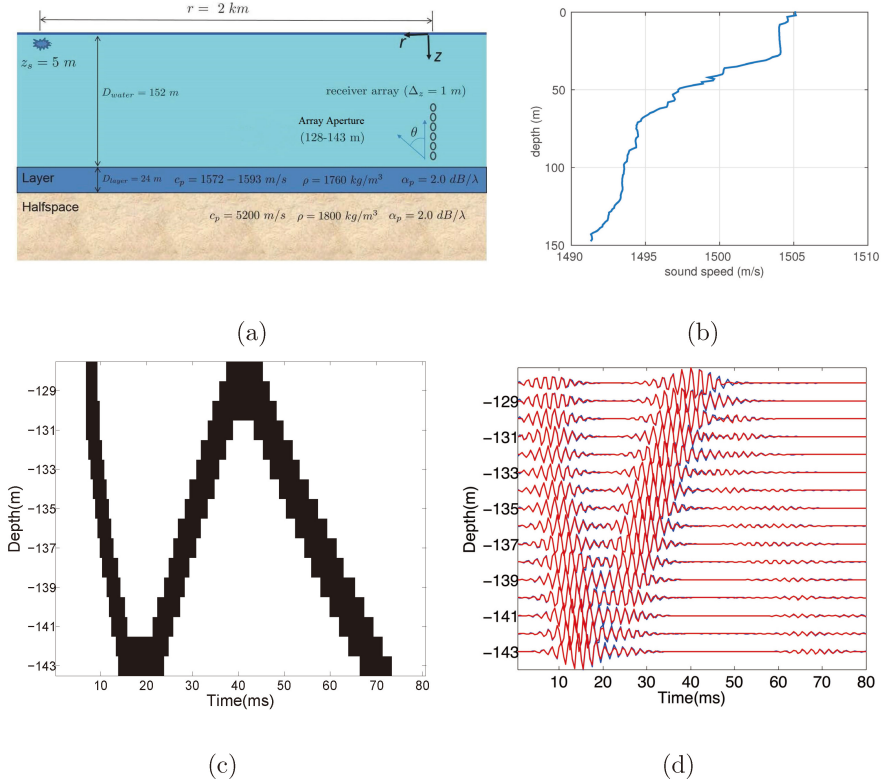 r = 2 km
r
z
z_s = 5 m
D_water = 152 m
receiver array (Δ_z = 1 m)
Array Aperture
(128-143 m)
θ
Layer
D_layer = 24 m
c_p = 1572 − 1593 m/s
ρ = 1760 kg/m³
α_p = 2.0 dB/λ
Halfspace
c_p = 5200 m/s
ρ = 1800 kg/m³
α_p = 2.0 dB/λ
(a)
depth (m)
0
50
100
150
1490
1495
1500
1505
1510
sound speed (m/s)
(b)
Depth(m)
−129
−131
−133
−135
−137
−139
−141
−143
10
20
30
40
50
60
70
80
Time(ms)
(c)
Depth(m)
−129
−131
−133
−135
−137
−139
−141
−143
10
20
30
40
50
60
70
80
Time(ms)
(d)